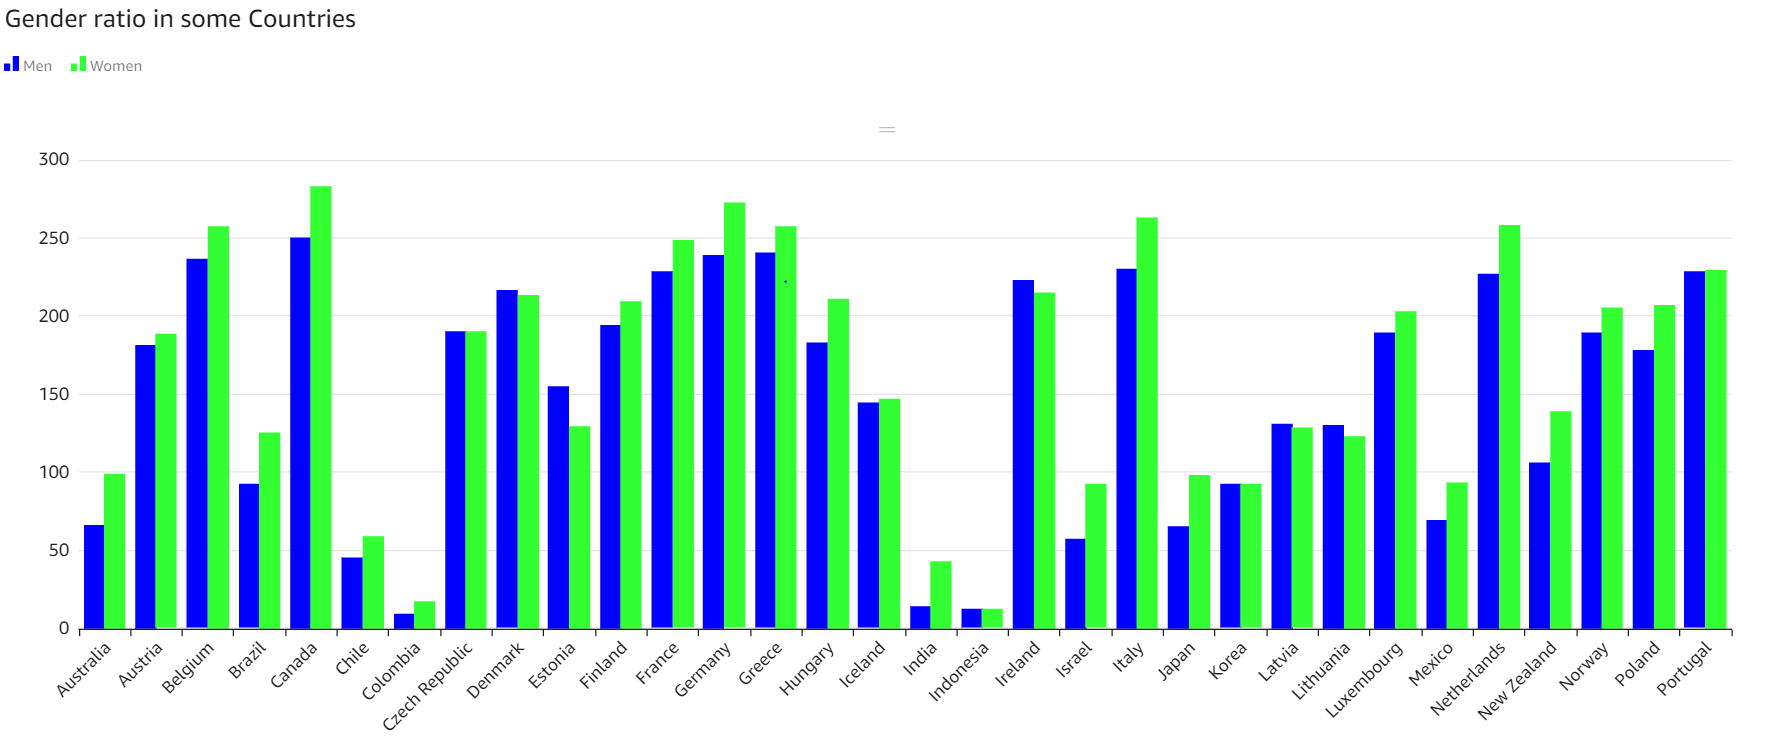 Gender ratio in some Countries
Men Women
300
250
200
150
100
50
0
Australia
Austria
Belgium
Brazil
Canada
Chile
Colombia
Czech Republic
Denmark
Estonia
Finland
France
Germany
Greece
Hungary
Iceland
India
Indonesia
Ireland
Israel
Italy
Japan
Korea
Latvia
Lithuania
Luxembourg
Mexico
Netherlands
New Zealand
Norway
Poland
Portugal